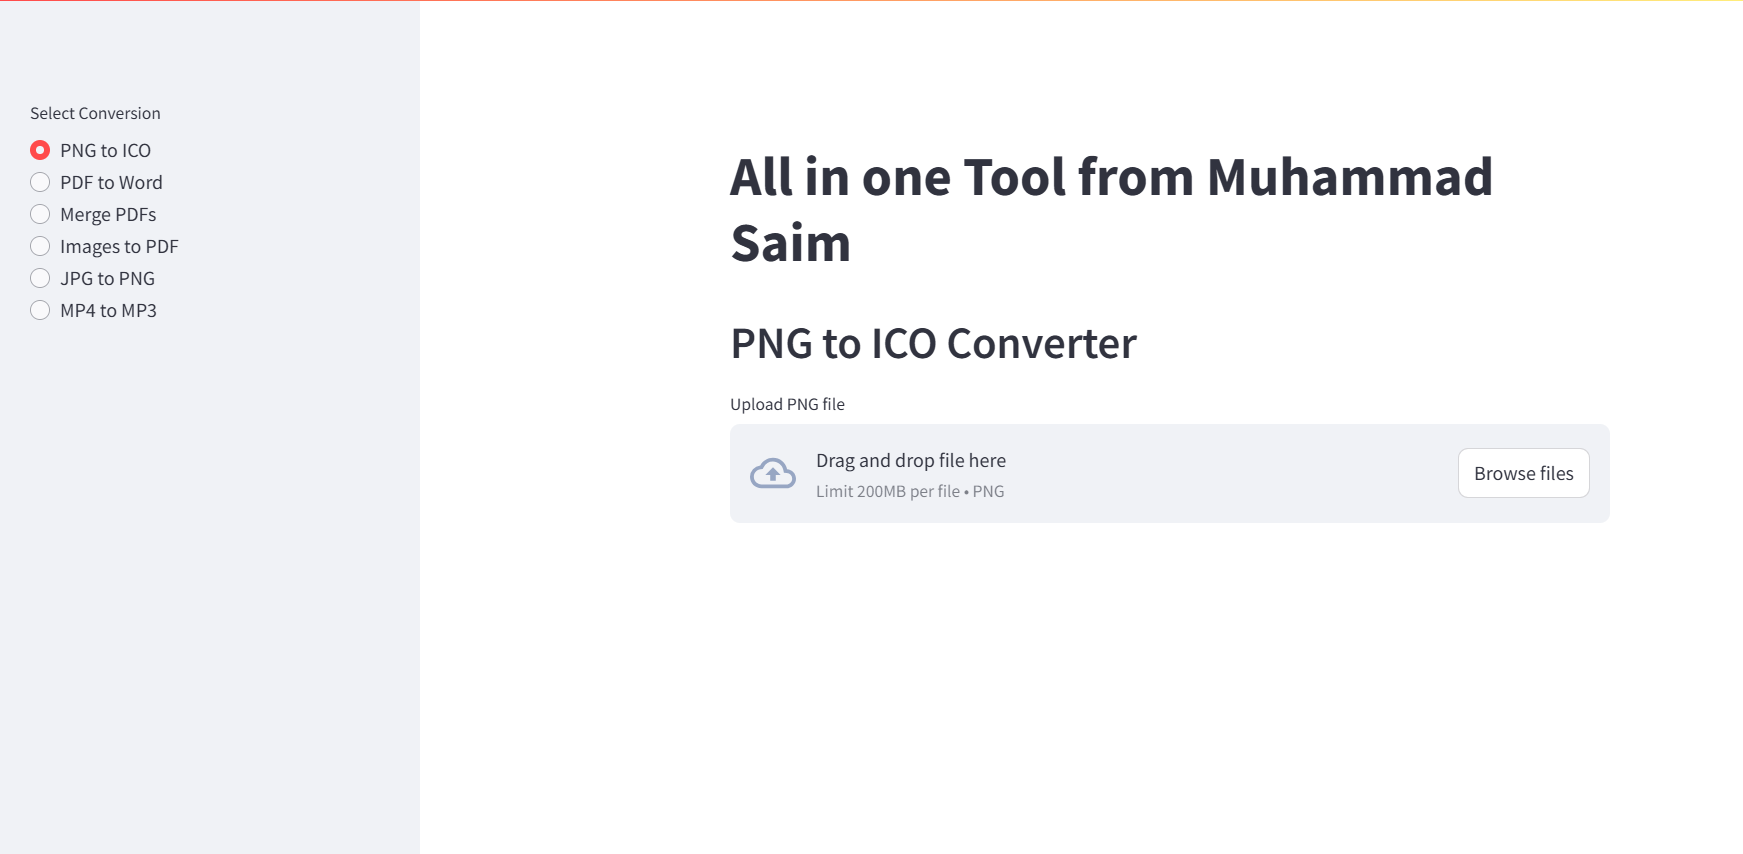 Select Conversion
PNG to ICO
PDF to Word
Merge PDFs
Images to PDF
JPG to PNG
MP4 to MP3
All in one Tool from Muhammad
Saim
PNG to ICO Converter
Upload PNG file
Drag and drop file here
Limit 200MB per file • PNG
Browse files